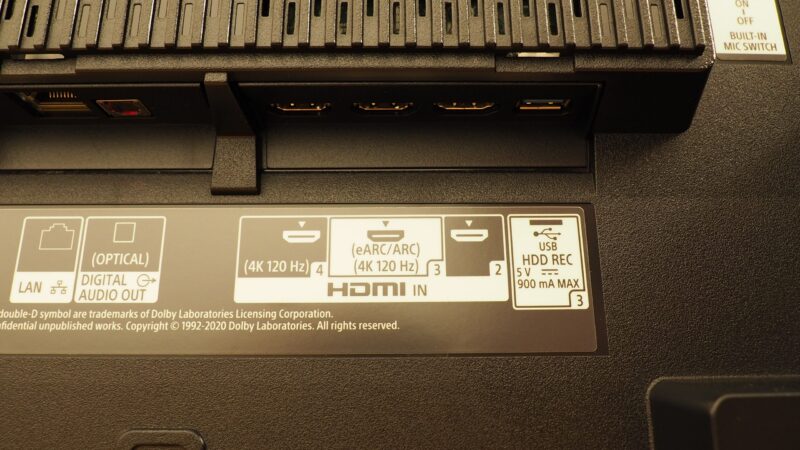 ON
OFF
BUILT-IN
MIC SWITCH
LAN
(OPTICAL)
DIGITAL
AUDIO OUT
(4K 120 Hz) 4
(eARC/ARC)
(4K 120 Hz) 3
2
HDMI IN
USB
HDD REC
5 V
900 mA MAX
3
double-D symbol are trademarks of Dolby Laboratories Licensing Corporation.
nfidential unpublished works. Copyright © 1992-2020 Dolby Laboratories. All rights reserved.